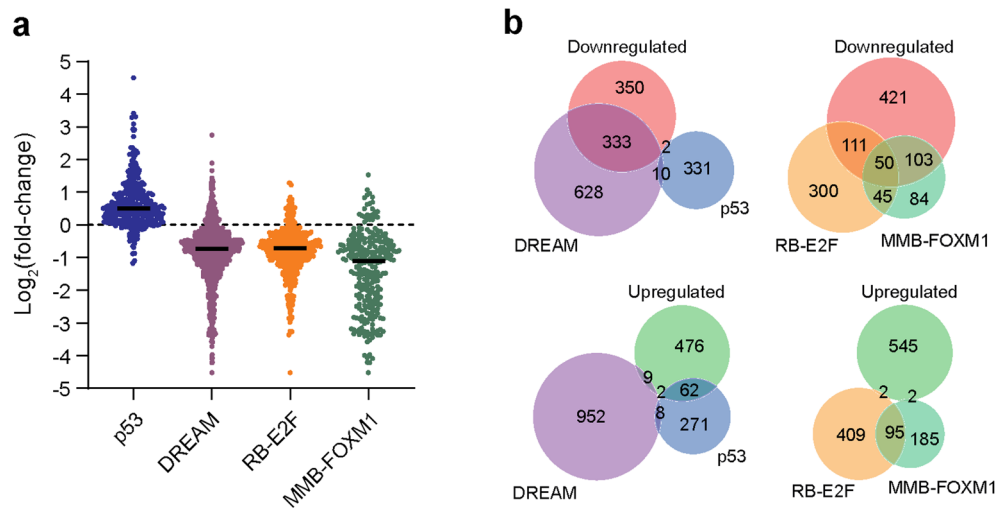 a
Log2(fold-change)
5
4
3
2
1
0
-1
-2
-3
-4
-5
p53
DREAM
RB-E2F
MMB-FOXM1
b
Downregulated
350
333
2
10
331
628
p53
DREAM
Downregulated
421
111
50
103
300
45
84
RB-E2F
MMB-FOXM1
Upregulated
476
9
2
62
8
952
271
p53
DREAM
Upregulated
545
2
2
409
95
185
RB-E2F
MMB-FOXM1